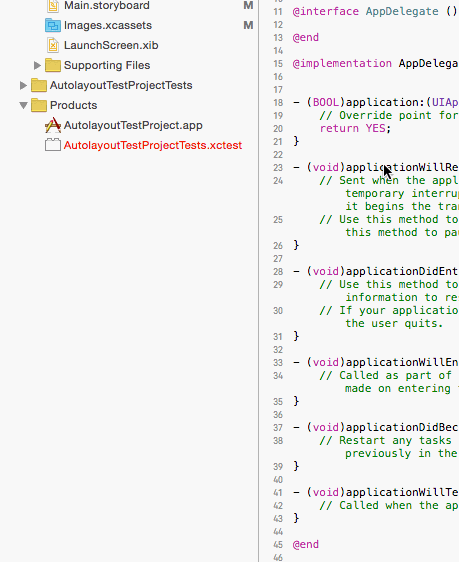 Main.storyboard M
Images.xcassets M
LaunchScreen.xib
Supporting Files
AutolayoutTestProjectTests
Products
AutolayoutTestProject.app
AutolayoutTestProjectTests.xctest
11 @interface AppDelegate ()
12
13 @end
14
15 @implementation AppDelega
16
17
18 - (BOOL)application:(UIAp
19 // Override point for
20 return YES;
21 }
22
23 - (void)applicationWillRe
24 // Sent when the appl
temporary interrup
it begins the tra
25 // Use this method to
this method to pa
26 }
27
28 - (void)applicationDidEnt
29 // Use this method to
information to re
30 // If your applicatio
the user quits.
31 }
32
33 - (void)applicationWillEn
34 // Called as part of
made on entering
35 }
36
37 - (void)applicationDidBec
38 // Restart any tasks
previously in the
39 }
40
41 - (void)applicationWillTe
42 // Called when the ap
43 }
44
45 @end
46